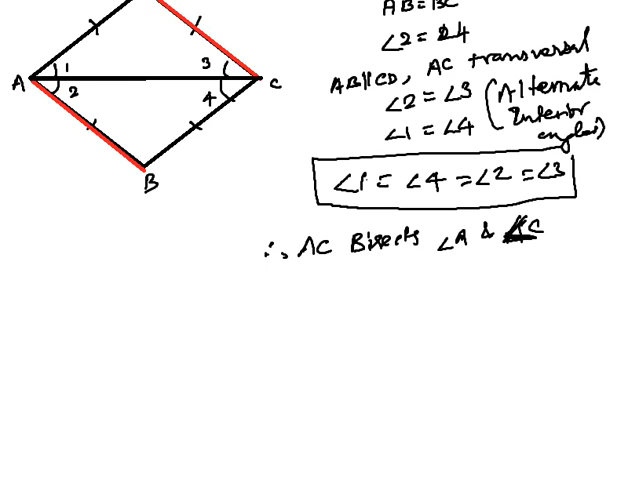 AB = BC
∠2 = ∠4
AB||CD, AC transversal
∠2 = ∠3 (Alternate
∠1 = ∠4 Interior
angles)
∠1 = ∠4 = ∠2 = ∠3
∴ AC Bisects ∠A & ∠C
A 1 2 3 4 C
B